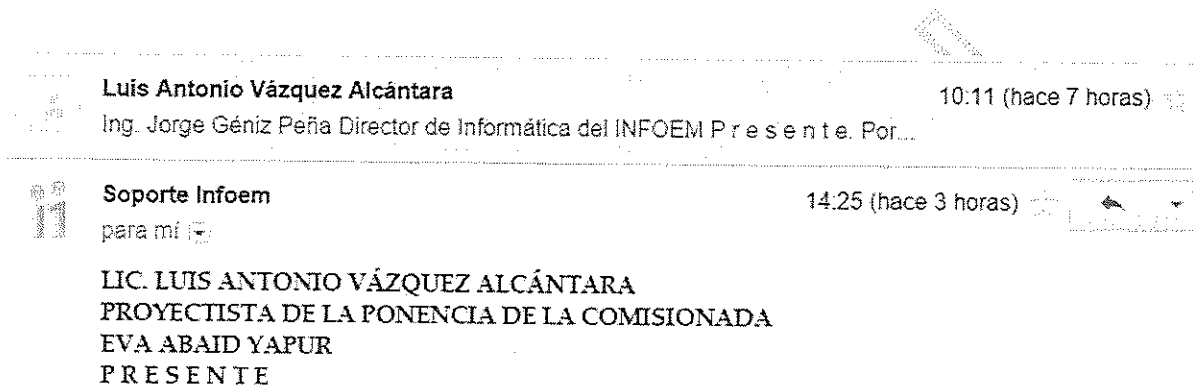 Luis Antonio Vázquez Alcántara 10:11 (hace 7 horas)
Ing. Jorge Géniz Peña Director de Informática del INFOEM P r e s e n t e. Por...
Soporte Infoem 14:25 (hace 3 horas)
para mí
LIC. LUIS ANTONIO VÁZQUEZ ALCÁNTARA
PROYECTISTA DE LA PONENCIA DE LA COMISIONADA
EVA ABAID YAPUR
P R E S E N T E